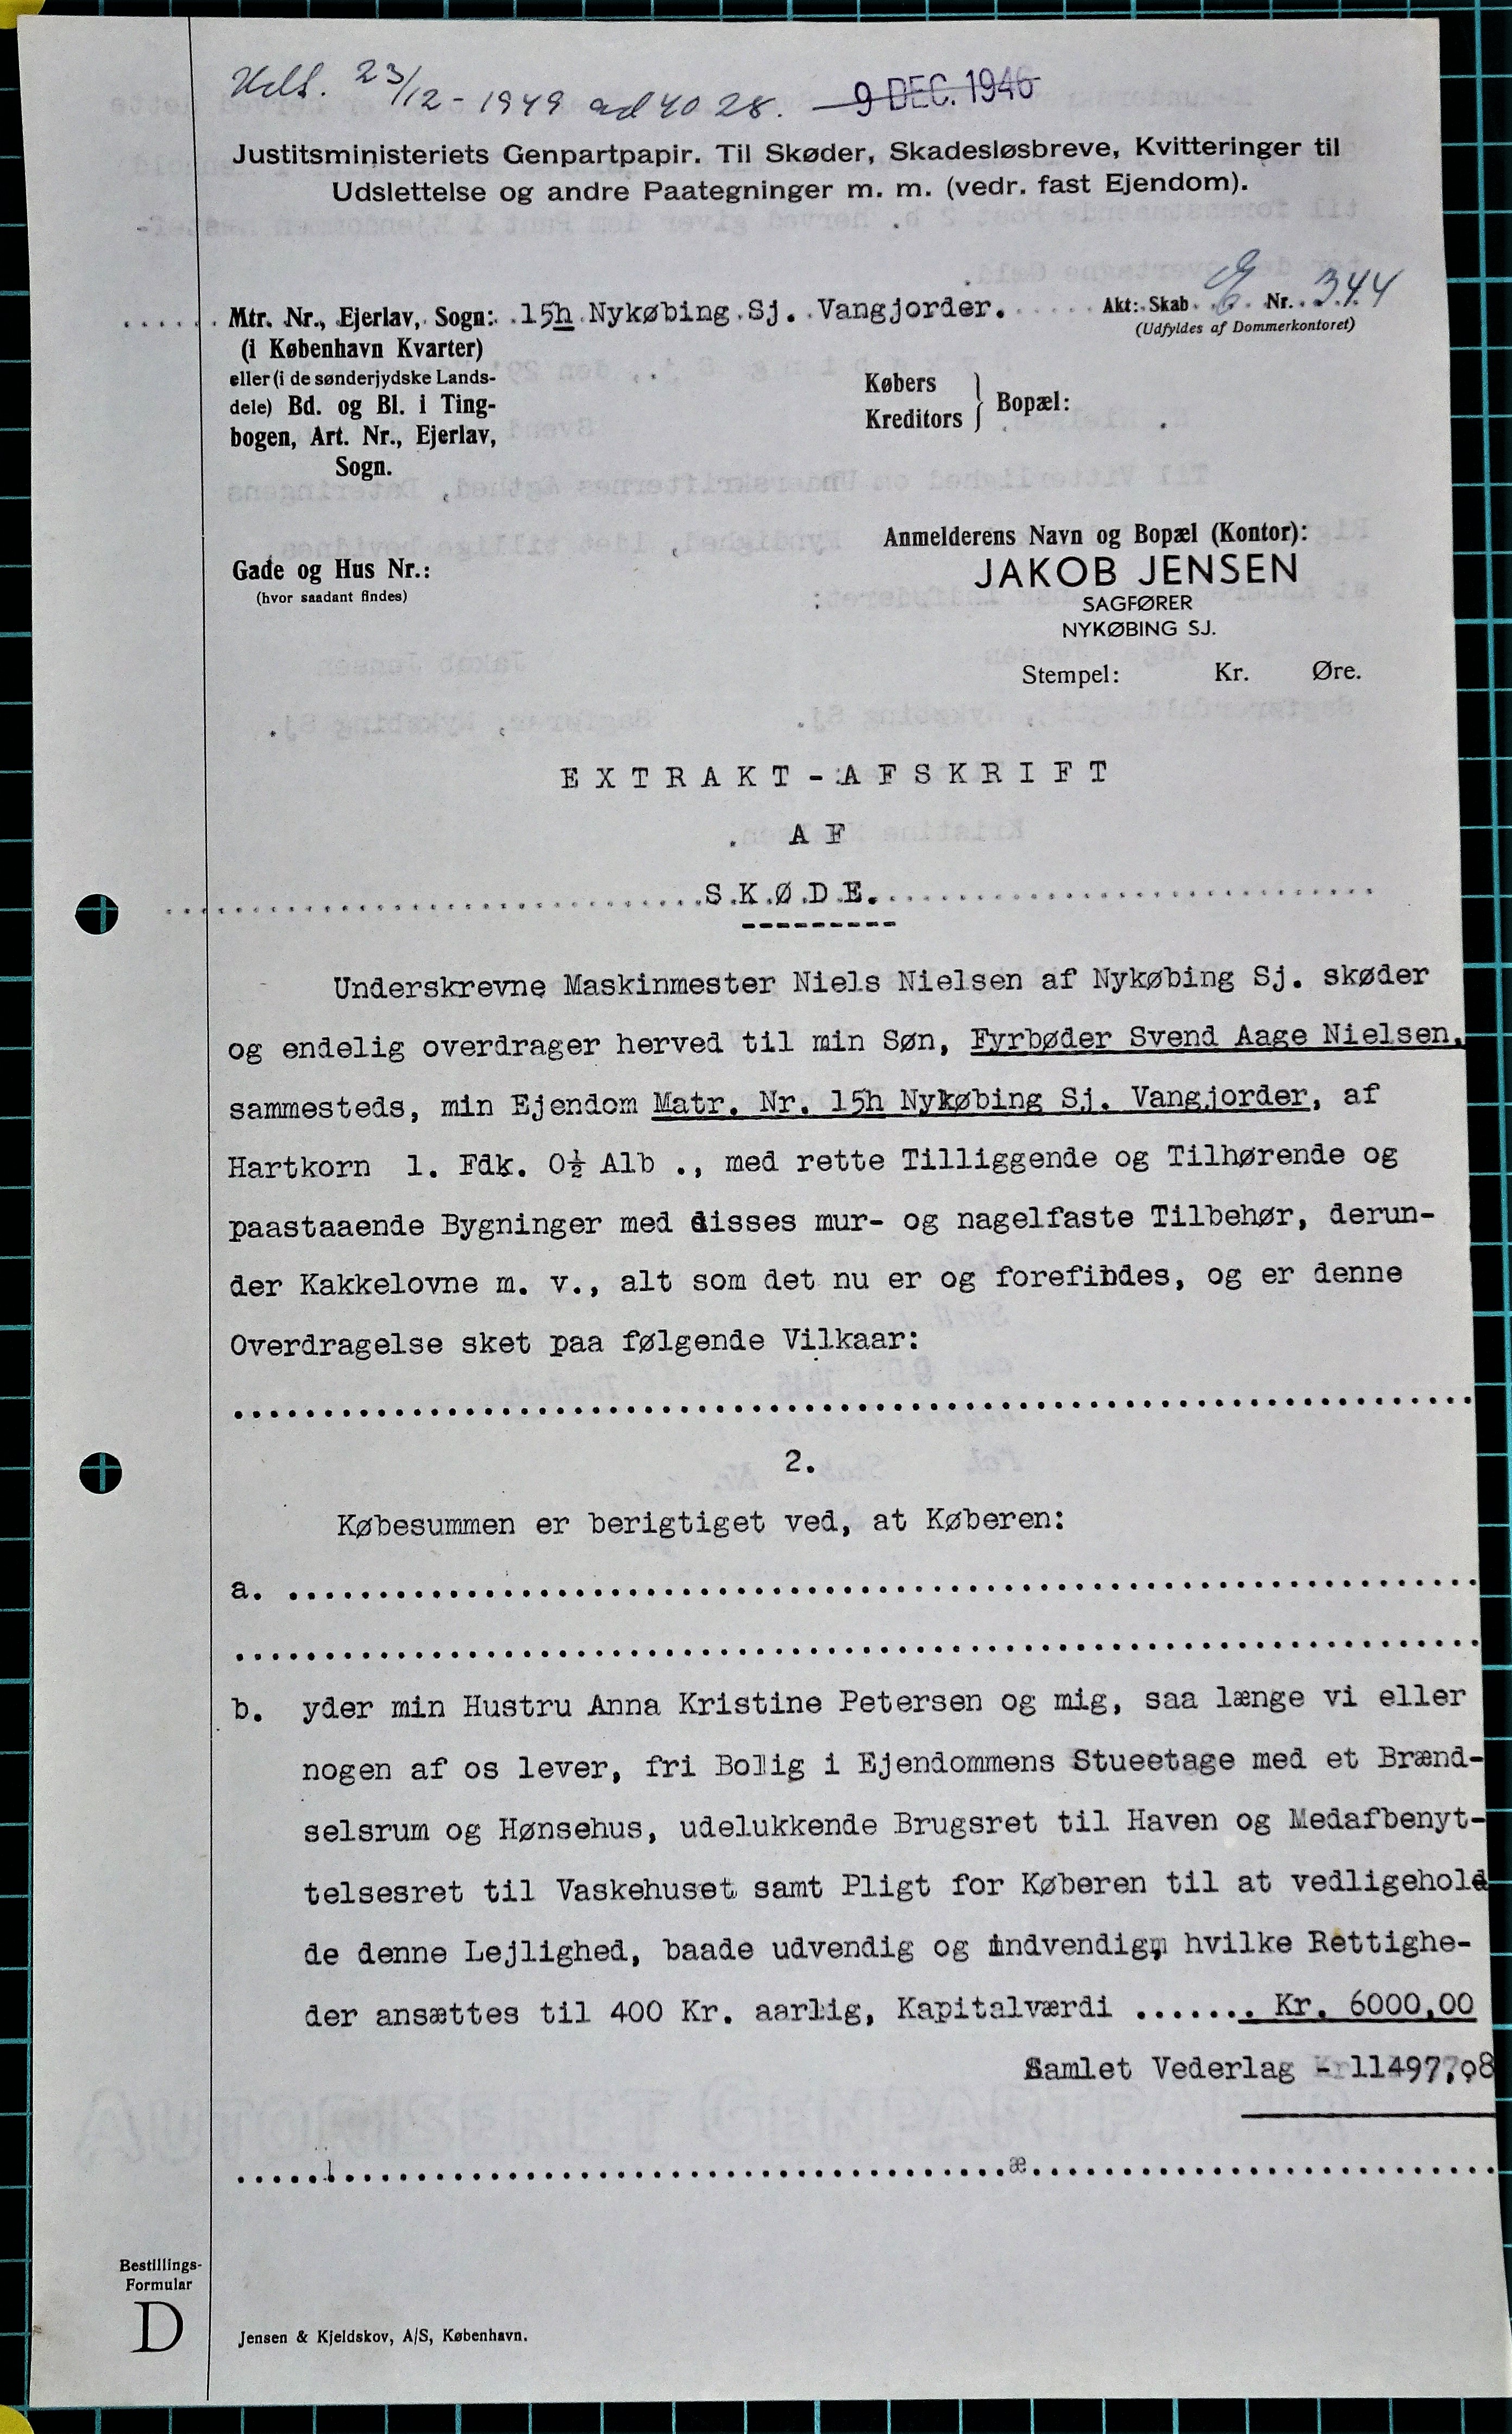 Udsl. 23/12 - 1949 ad 4028. 9 DEC. 1946
Justitsministeriets Genpartpapir. Til Skøder, Skadesløsbreve, Kvitteringer til
Udslettelse og andre Paategninger m. m. (vedr. fast Ejendom).
Mtr. Nr., Ejerlav, Sogn: 15h Nykøbing Sj. Vangjorder. Akt: Skab Nr. 344
(Udfyldes af Dommerkontoret)
(i København Kvarter)
eller (i de sønderjydske Lands-
dele) Bd. og Bl. i Ting-
bogen, Art. Nr., Ejerlav,
Sogn.
Købers
Kreditors } Bopæl:
Anmelderens Navn og Bopæl (Kontor):
Gade og Hus Nr.:
(hvor saadant findes)
JAKOB JENSEN
SAGFØRER
NYKØBING SJ.
Stempel: Kr. Øre.
EXTRAKT-AFSKRIFT
AF
S.K.Ø.D.E.
---------
Underskrevne Maskinmester Niels Nielsen af Nykøbing Sj. skøder
og endelig overdrager herved til min Søn, Fyrbøder Svend Aage Nielsen,
sammesteds, min Ejendom Matr. Nr. 15h Nykøbing Sj. Vangjorder, af
Hartkorn 1. Fdk. 0½ Alb ., med rette Tilliggende og Tilhørende og
paastaaende Bygninger med disses mur- og nagelfaste Tilbehør, derun-
der Kakkelovne m. v., alt som det nu er og forefindes, og er denne
Overdragelse sket paa følgende Vilkaar:
2.
Købesummen er berigtiget ved, at Køberen:
a.
b. yder min Hustru Anna Kristine Petersen og mig, saa længe vi eller
nogen af os lever, fri Bolig i Ejendommens Stueetage med et Brænd-
selsrum og Hønsehus, udelukkende Brugsret til Haven og Medafbenyt-
telsesret til Vaskehuset samt Pligt for Køberen til at vedligehold-
de denne Lejlighed, baade udvendig og indvendig, hvilke Rettighe-
der ansættes til 400 Kr. aarlig, Kapitalværdi ....... Kr. 6000,00
Samlet Vederlag - 11497,98
Bestillings-
Formular
D
Jensen & Kjeldskov, A/S, København.